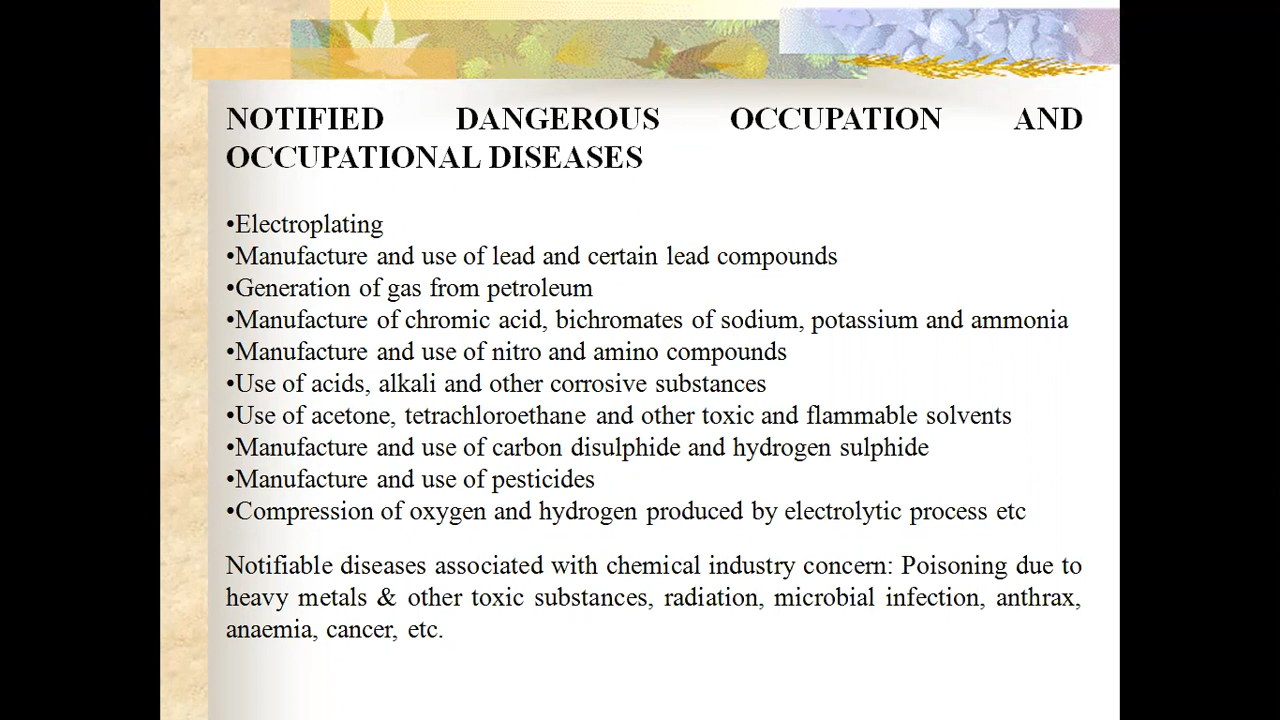 NOTIFIED DANGEROUS OCCUPATION AND
OCCUPATIONAL DISEASES
•Electroplating
•Manufacture and use of lead and certain lead compounds
•Generation of gas from petroleum
•Manufacture of chromic acid, bichromates of sodium, potassium and ammonia
•Manufacture and use of nitro and amino compounds
•Use of acids, alkali and other corrosive substances
•Use of acetone, tetrachloroethane and other toxic and flammable solvents
•Manufacture and use of carbon disulphide and hydrogen sulphide
•Manufacture and use of pesticides
•Compression of oxygen and hydrogen produced by electrolytic process etc
Notifiable diseases associated with chemical industry concern: Poisoning due to
heavy metals & other toxic substances, radiation, microbial infection, anthrax,
anaemia, cancer, etc.